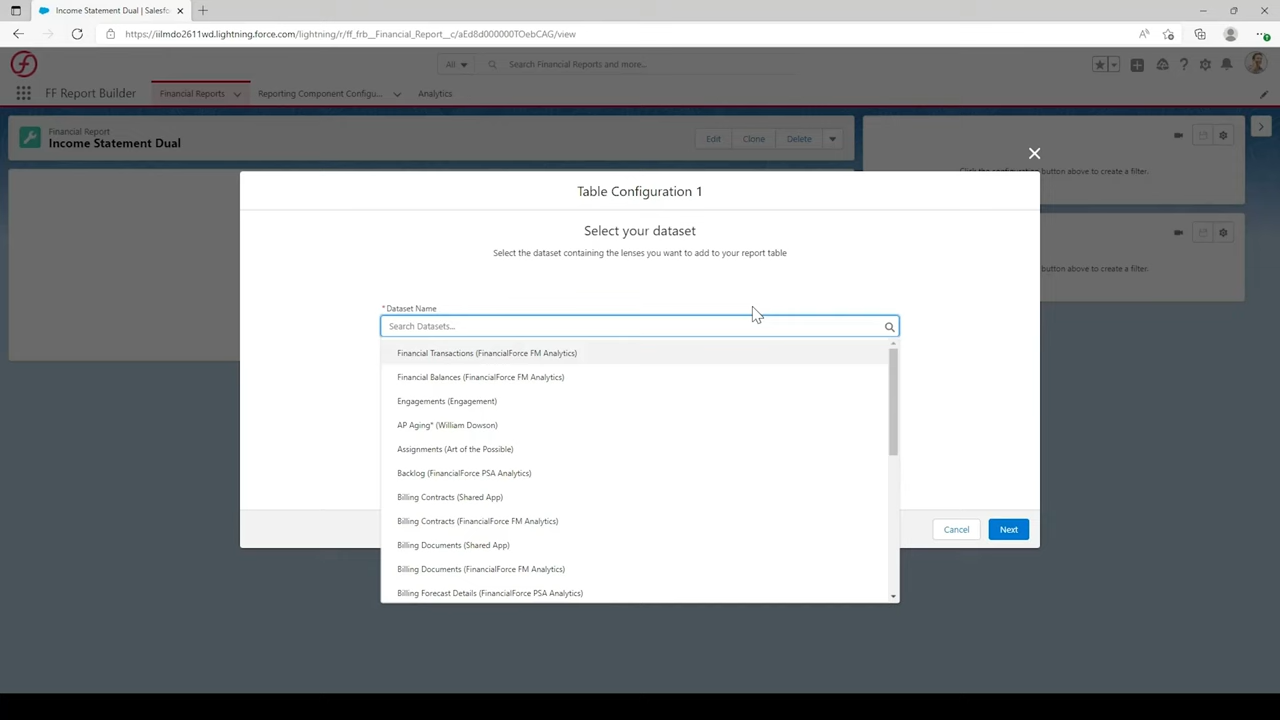 Income Statement Dual | Salesfo
https://iilmdo2611wd.lightning.force.com/lightning/r/ff_frb__Financial_Report__c/aEd8d000000TOebCAG/view
All
Search Financial Reports and more...
FF Report Builder
Financial Reports
Reporting Component Configu...
Analytics
Financial Report
Income Statement Dual
Edit
Clone
Delete
Click the configuration button above to create a filter.
button above to create a filter.
Table Configuration 1
Select your dataset
Select the dataset containing the lenses you want to add to your report table
* Dataset Name
Search Datasets...
Financial Transactions (FinancialForce FM Analytics)
Financial Balances (FinancialForce FM Analytics)
Engagements (Engagement)
AP Aging* (William Dowson)
Assignments (Art of the Possible)
Backlog (FinancialForce PSA Analytics)
Billing Contracts (Shared App)
Billing Contracts (FinancialForce FM Analytics)
Billing Documents (Shared App)
Billing Documents (FinancialForce FM Analytics)
Billing Forecast Details (FinancialForce PSA Analytics)
Cancel
Next